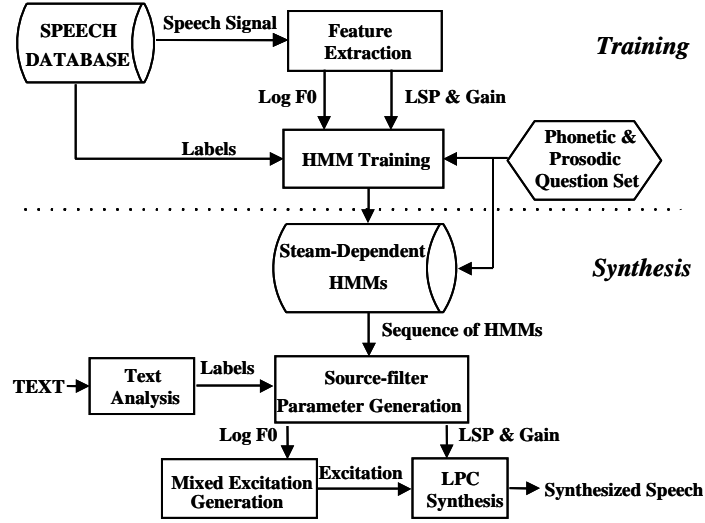 SPEECH
DATABASE
Speech Signal
Feature
Extraction
Training
Log F0
LSP & Gain
Labels
HMM Training
Phonetic &
Prosodic
Question Set
Steam-Dependent
HMMs
Synthesis
Sequence of HMMs
TEXT
Text
Analysis
Labels
Source-filter
Parameter Generation
Log F0
LSP & Gain
Mixed Excitation
Generation
Excitation
LPC
Synthesis
Synthesized Speech